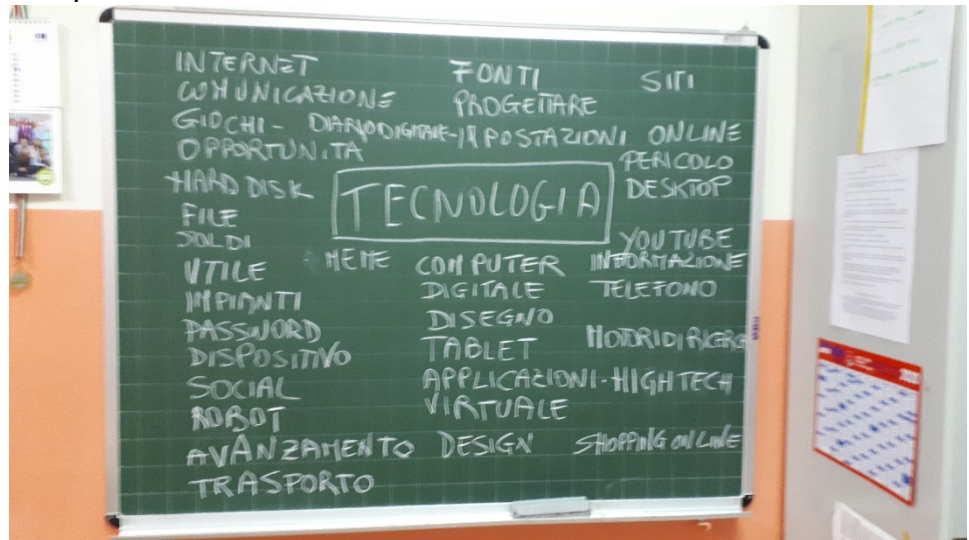 INTERNET FONTI SITI
COMUNICAZIONE PROGETTARE
GIOCHI - DIARIO DIGITALE - IMPOSTAZIONI ONLINE
OPPORTUNITÀ PERICOLO
HARD DISK TECNOLOGIA DESKTOP
FILE
SOLDI YOUTUBE
UTILE MEME COMPUTER INFORMAZIONE
IMPIANTI DIGITALE TELEFONO
PASSWORD DISEGNO
DISPOSITIVO TABLET MOTORI DI RICERCA
SOCIAL APPLICAZIONI - HIGH TECH
ROBOT VIRTUALE
AVANZAMENTO DESIGN SHOPPING ONLINE
TRASPORTO